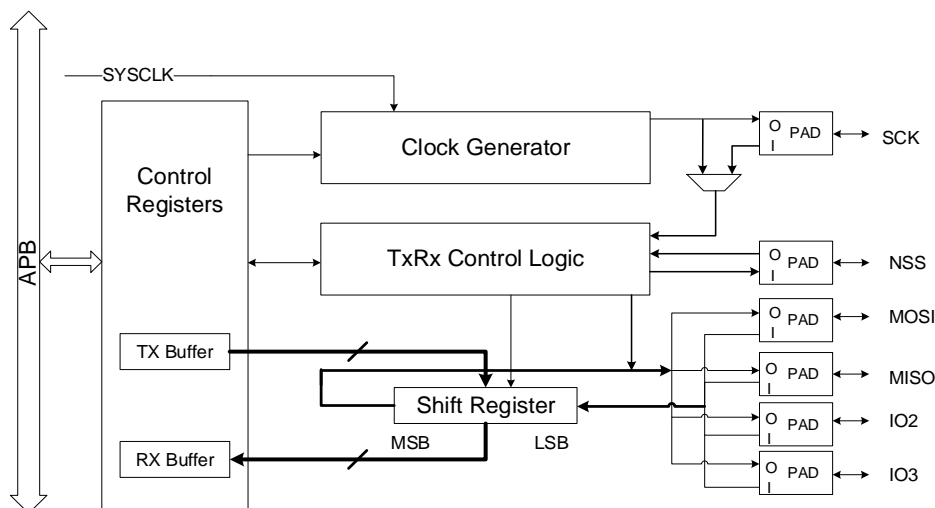 SYSCLK
Clock Generator
O
I
PAD
SCK
Control
Registers
APB
TxRx Control Logic
O
I
PAD
NSS
O
I
PAD
MOSI
TX Buffer
O
I
PAD
MISO
Shift Register
MSB
LSB
O
I
PAD
IO2
RX Buffer
O
I
PAD
IO3